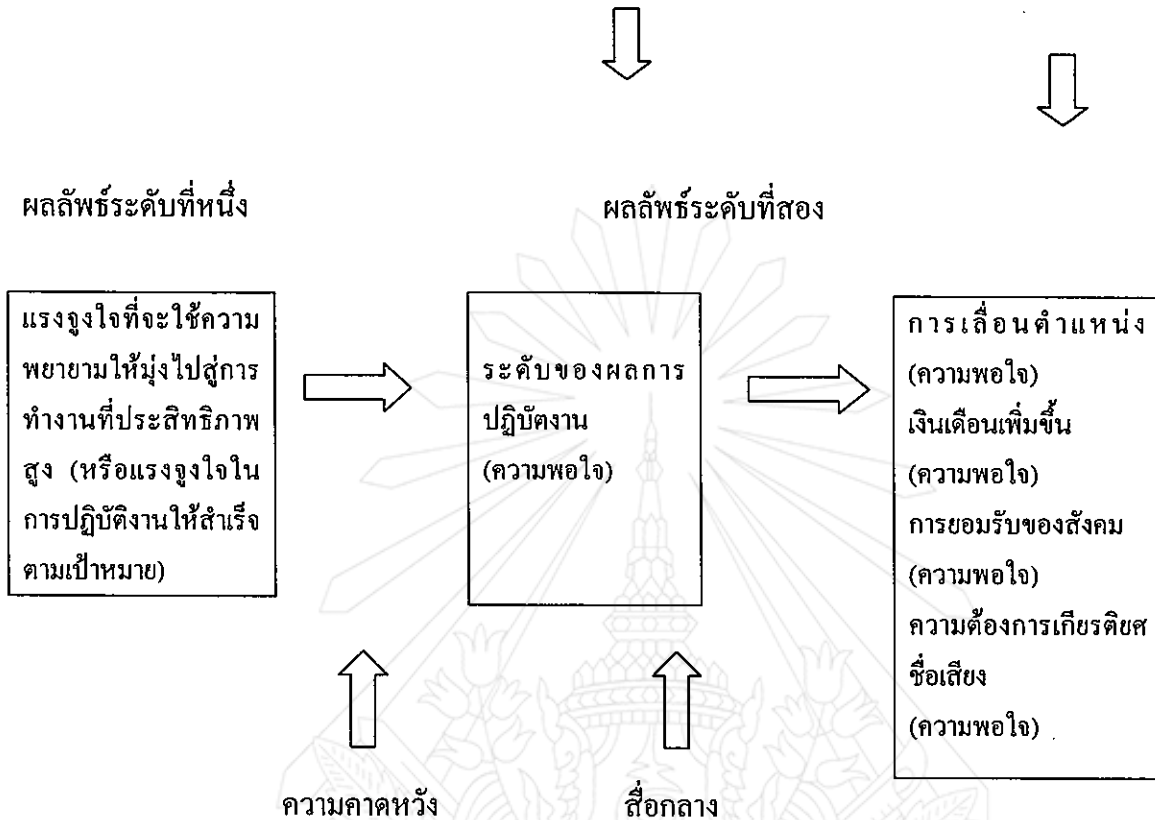 ผลลัพธ์ระดับที่หนึ่ง
ผลลัพธ์ระดับที่สอง
แรงจูงใจที่จะใช้ความ
พยายามให้มุ่งไปสู่การ
ทำงานที่ประสิทธิภาพ
สูง (หรือแรงจูงใจใน
การปฏิบัติงานให้สำเร็จ
ตามเป้าหมาย)
ระดับของผลการ
ปฏิบัตงาน
(ความพอใจ)
การเลื่อนตำแหน่ง
(ความพอใจ)
เงินเดือนเพิ่มขึ้น
(ความพอใจ)
การยอมรับของสังคม
(ความพอใจ)
ความต้องการเกียรติยศ
ชื่อเสียง
(ความพอใจ)
ความคาดหวัง
สื่อกลาง